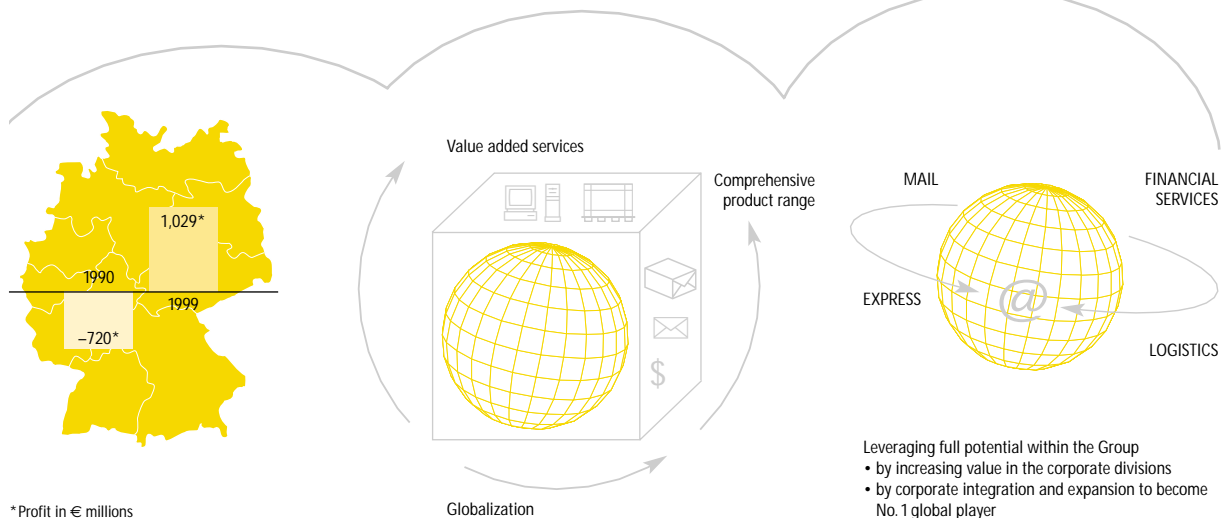 1,029*
1990
1999
–720*
*Profit in € millions
Value added services
Comprehensive
product range
$
Globalization
MAIL
FINANCIAL
SERVICES
EXPRESS
@
LOGISTICS
Leveraging full potential within the Group
• by increasing value in the corporate divisions
• by corporate integration and expansion to become
No. 1 global player